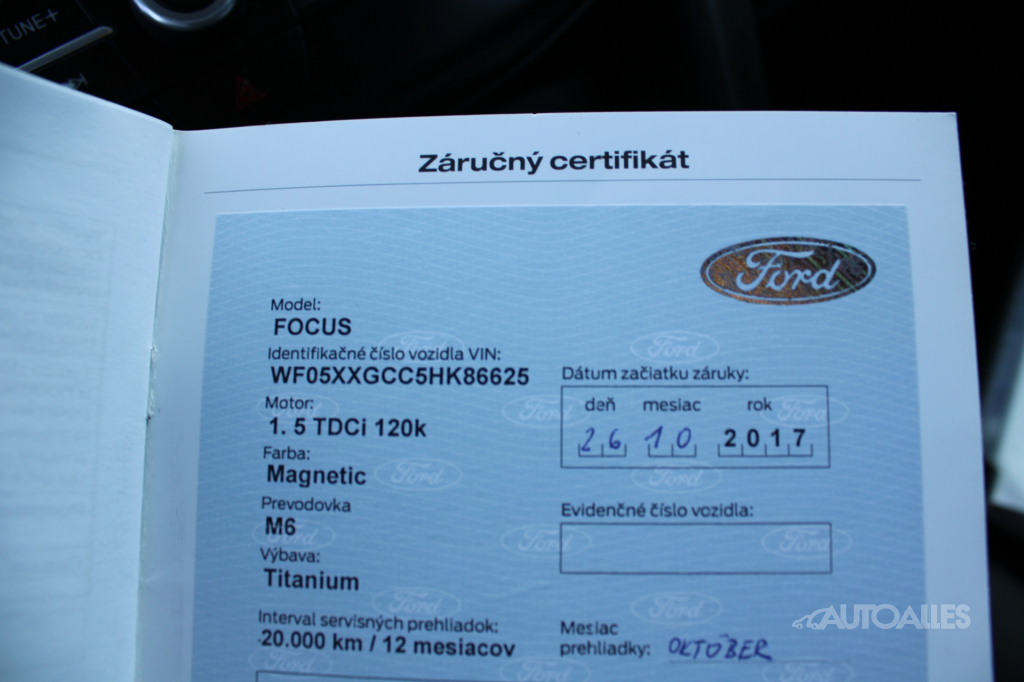 TUNE+
Záručný certifikát
Ford
Model:
FOCUS
Identifikačné číslo vozidla VIN:
WF05XXGCC5HK86625
Motor:
1. 5 TDCi 120k
Farba:
Magnetic
Prevodovka
M6
Výbava:
Titanium
Interval servisných prehliadok:
20.000 km / 12 mesiacov
Dátum začiatku záruky:
deň mesiac rok
26 10 2017
Evidenčné číslo vozidla:
Mesiac
prehliadky: OKTÓBER
AUTOALLES